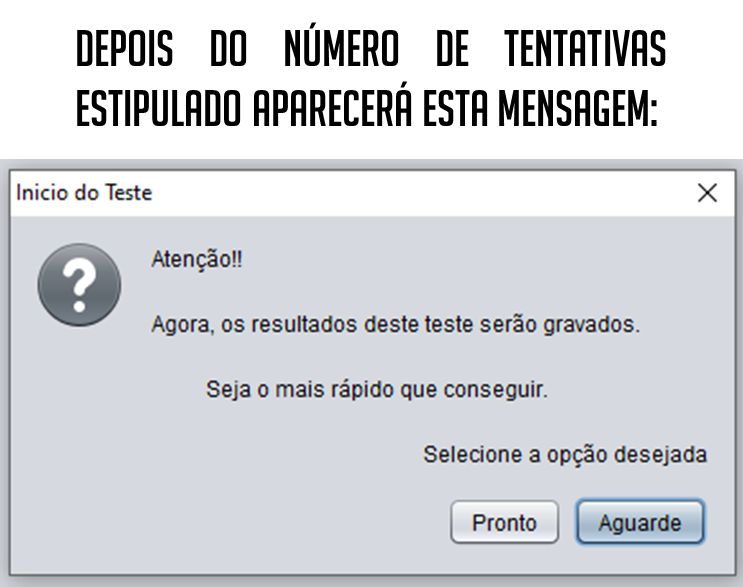 DEPOIS DO NÚMERO DE TENTATIVAS
ESTIPULADO APARECERÁ ESTA MENSAGEM:
Inicio do Teste
Atenção!!
Agora, os resultados deste teste serão gravados.
Seja o mais rápido que conseguir.
Selecione a opção desejada
Pronto Aguarde